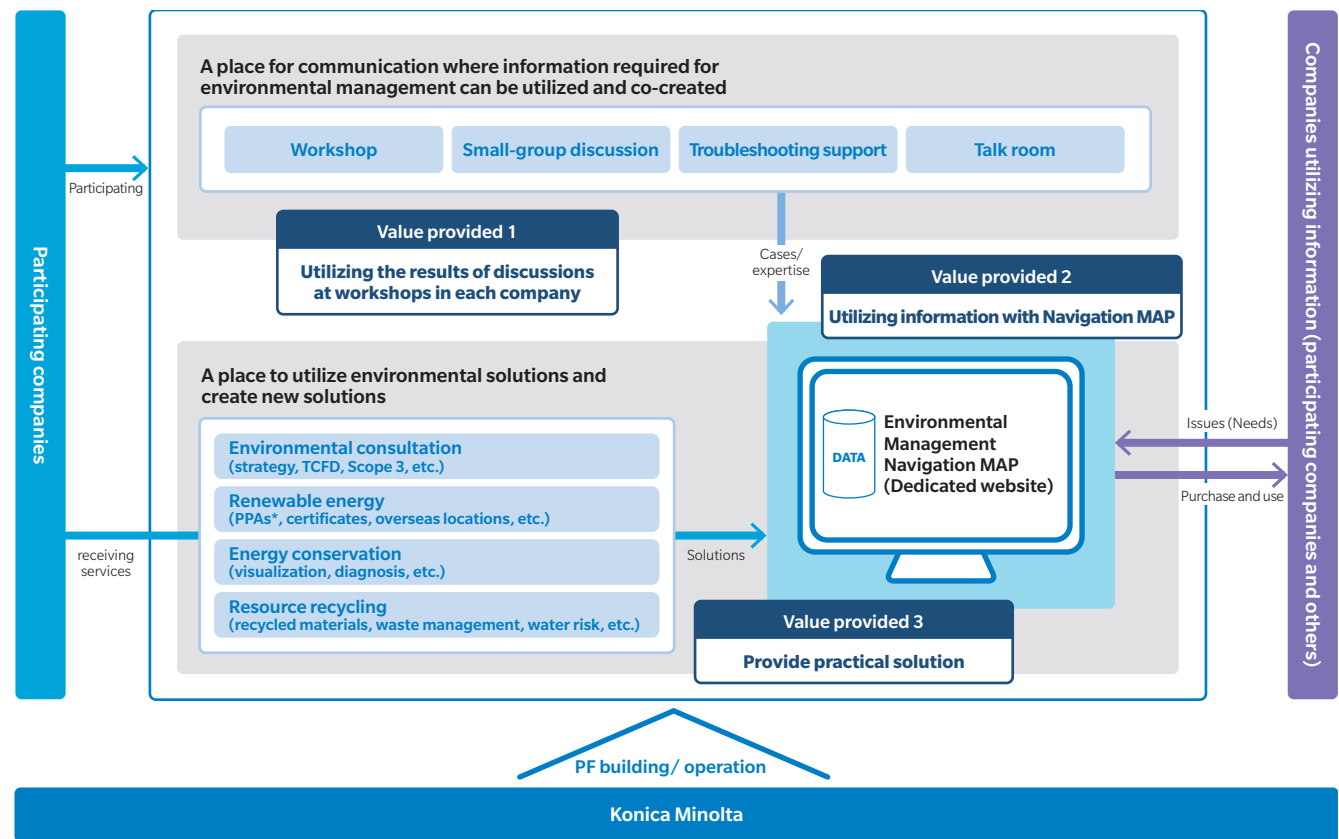 Participating companies
Participating
receiving
services
A place for communication where information required for
environmental management can be utilized and co-created
Workshop
Small-group discussion
Troubleshooting support
Talk room
Value provided 1
Utilizing the results of discussions
at workshops in each company
Cases/
expertise
Value provided 2
Utilizing information with Navigation MAP
A place to utilize environmental solutions and
create new solutions
Environmental consultation
(strategy, TCFD, Scope 3, etc.)
Renewable energy
(PPAs*, certificates, overseas locations, etc.)
Energy conservation
(visualization, diagnosis, etc.)
Resource recycling
(recycled materials, waste management, water risk, etc.)
Solutions
DATA
Environmental
Management
Navigation MAP
(Dedicated website)
Value provided 3
Provide practical solution
Issues (Needs)
Purchase and use
Companies utilizing information (participating companies and others)
PF building/ operation
Konica Minolta